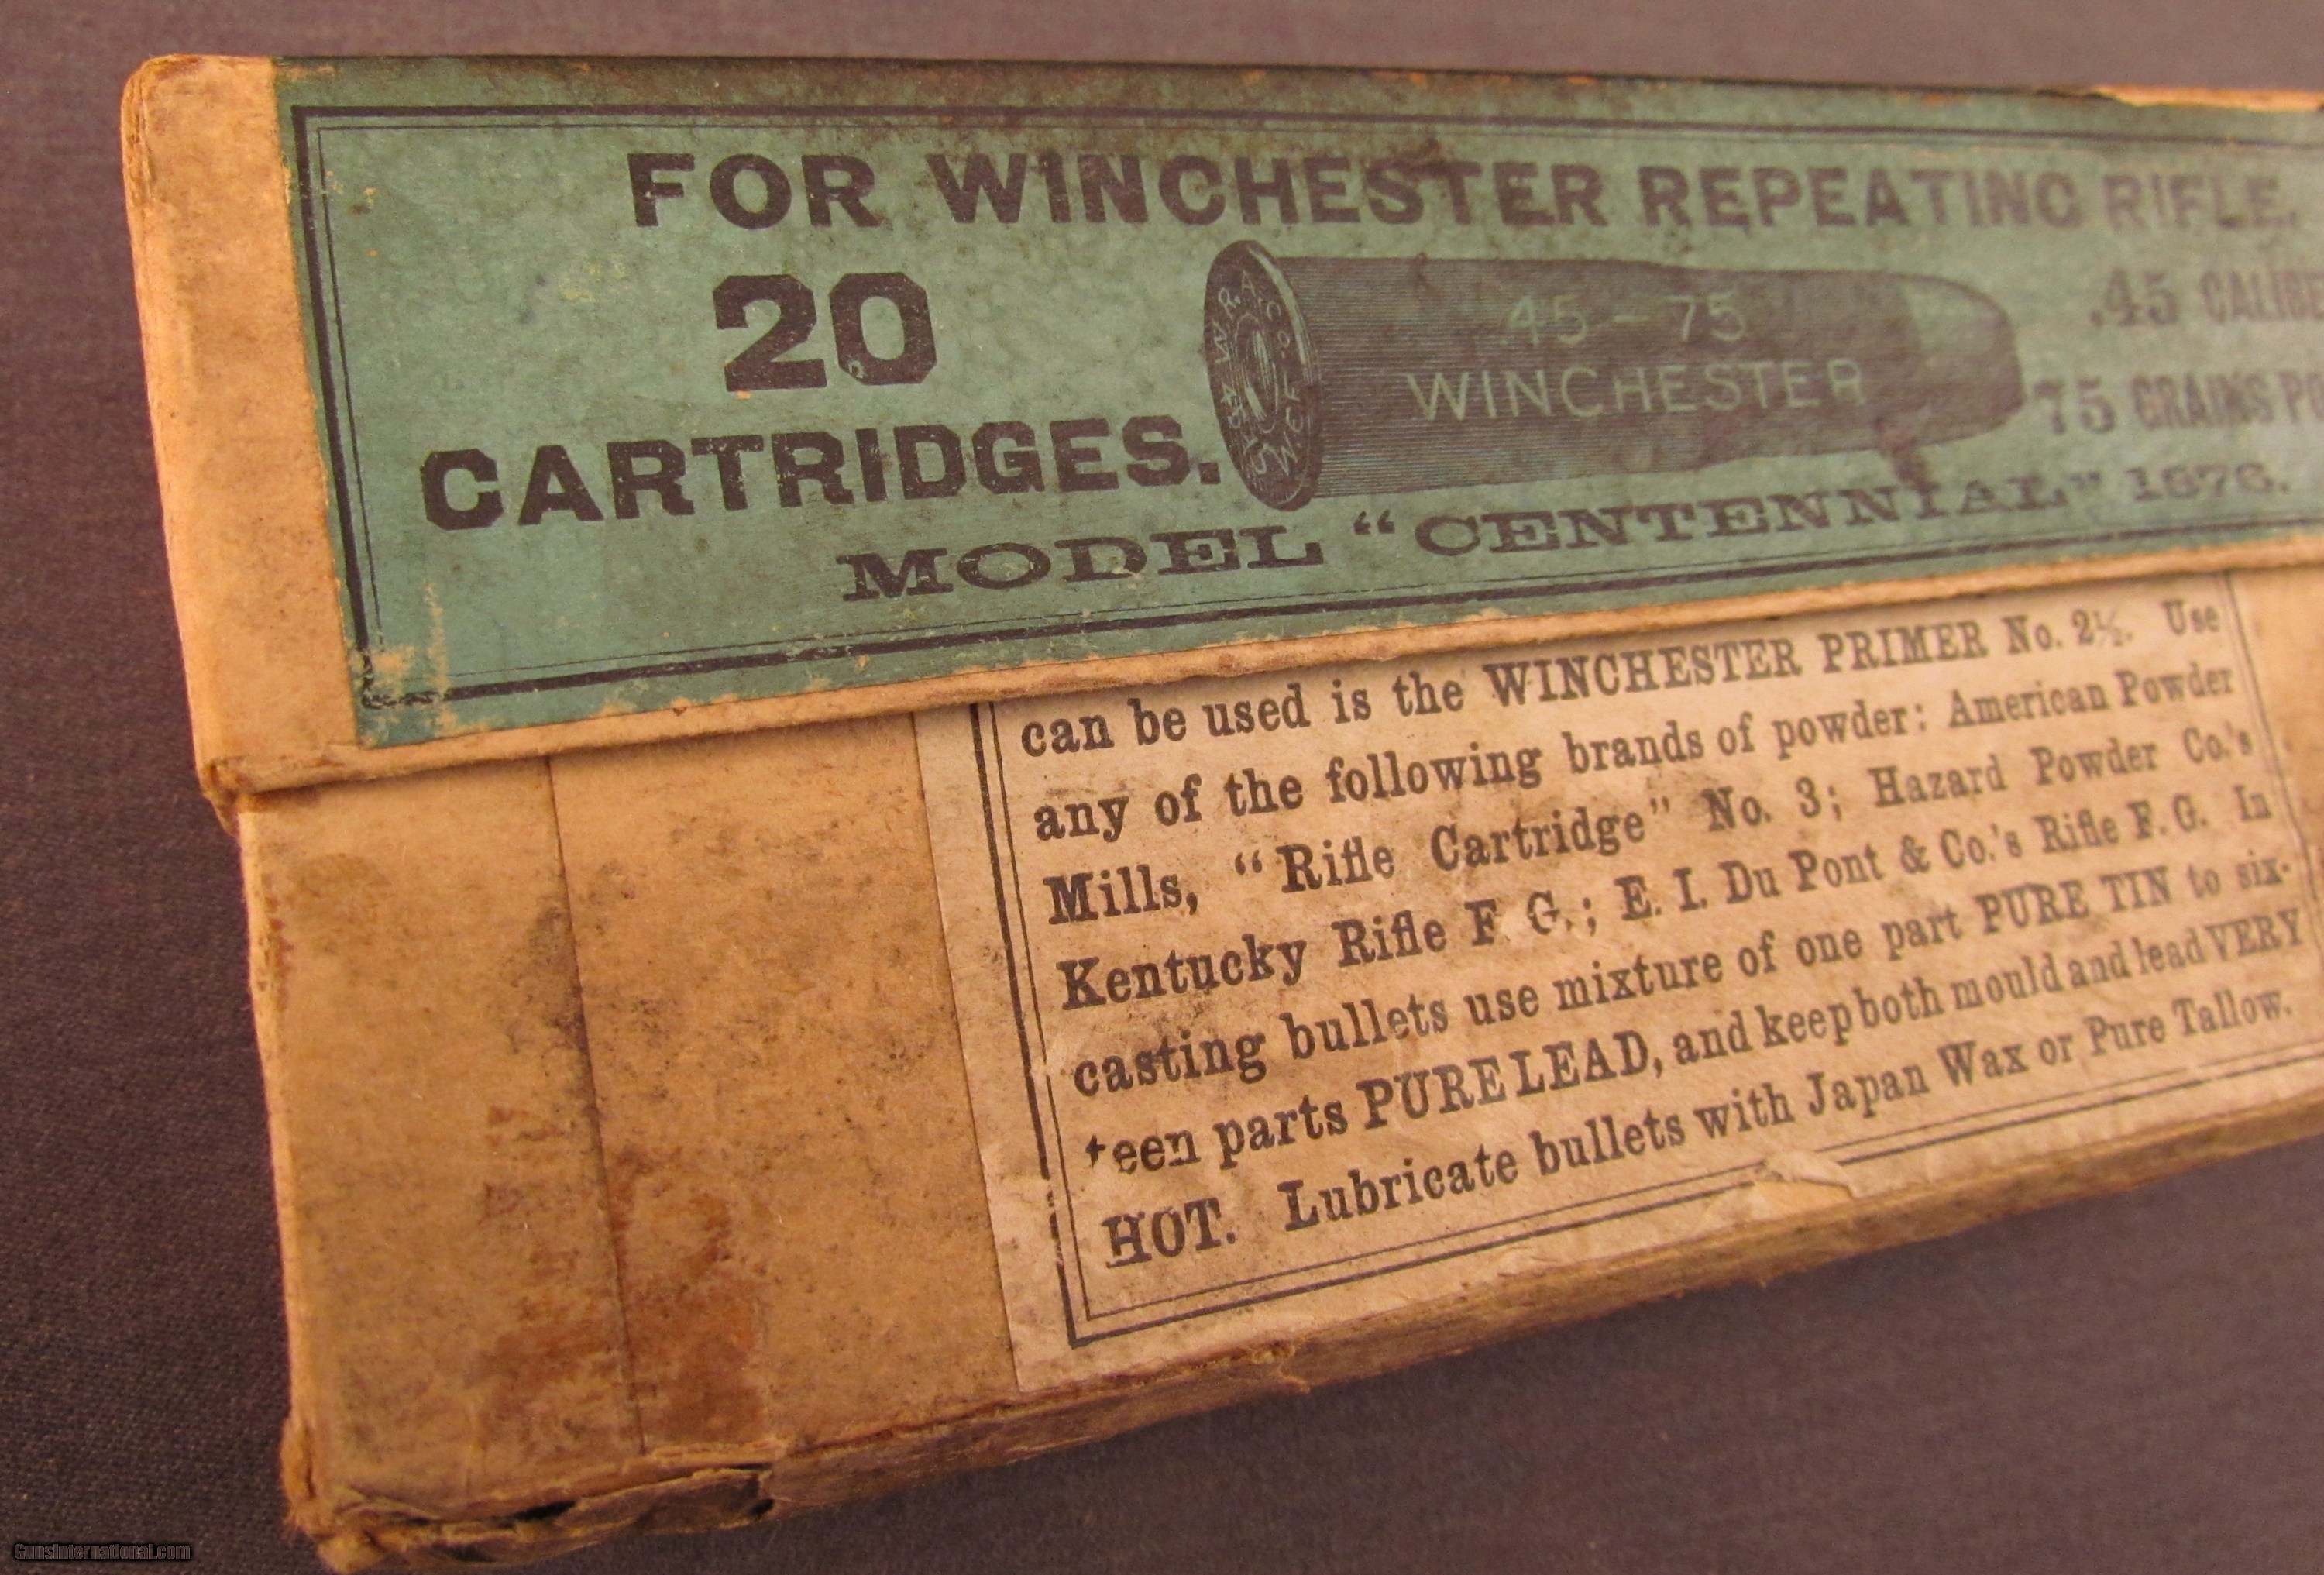 FOR WINCHESTER REPEATING RIFLE.
20
CARTRIDGES.
W.R.A.Co.
.45-75
WINCHESTER
.45
75 GRAINS
MODEL "CENTENNIAL" 1876.
can be used is the WINCHESTER PRIMER No. 2½. Use
any of the following brands of powder: American Powder
Mills, "Rifle Cartridge" No. 3; Hazard Powder Co.'s
Kentucky Rifle F G.; E. I. Du Pont & Co.'s Rifle F. G. In
casting bullets use mixture of one part PURE TIN to six-
teen parts PURE LEAD, and keep both mould and lead VERY
HOT. Lubricate bullets with Japan Wax or Pure Tallow.
GunsInternational.com